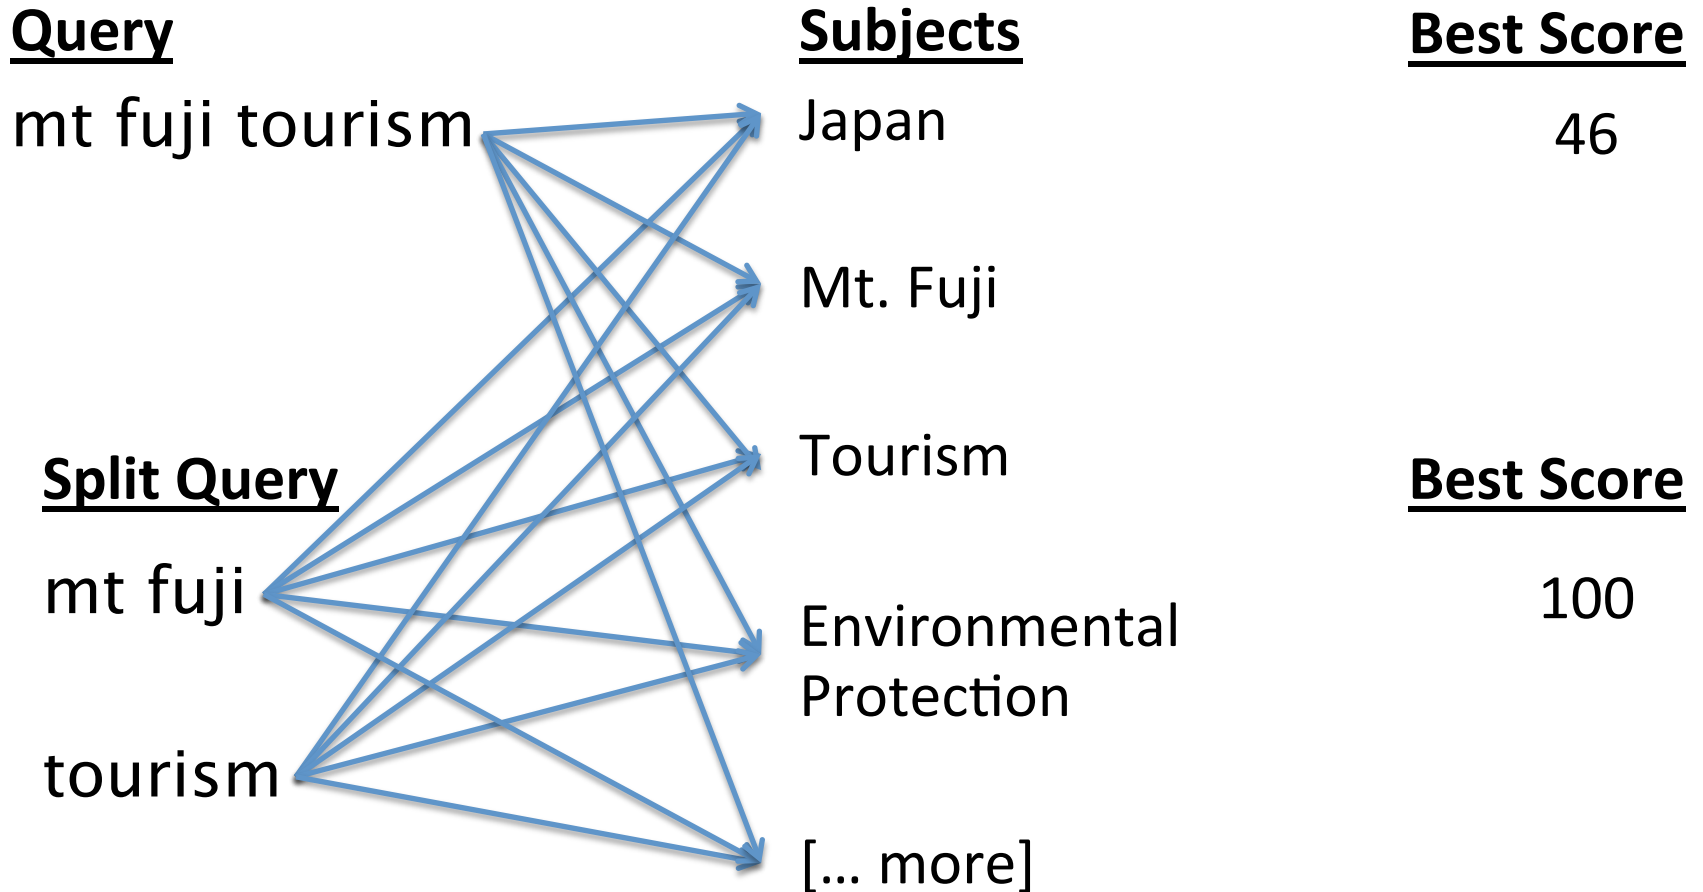 Query
mt fuji tourism
Split Query
mt fuji
tourism
Subjects
Japan
Mt. Fuji
Tourism
Environmental
Protection
[... more]
Best Score
46
Best Score
100